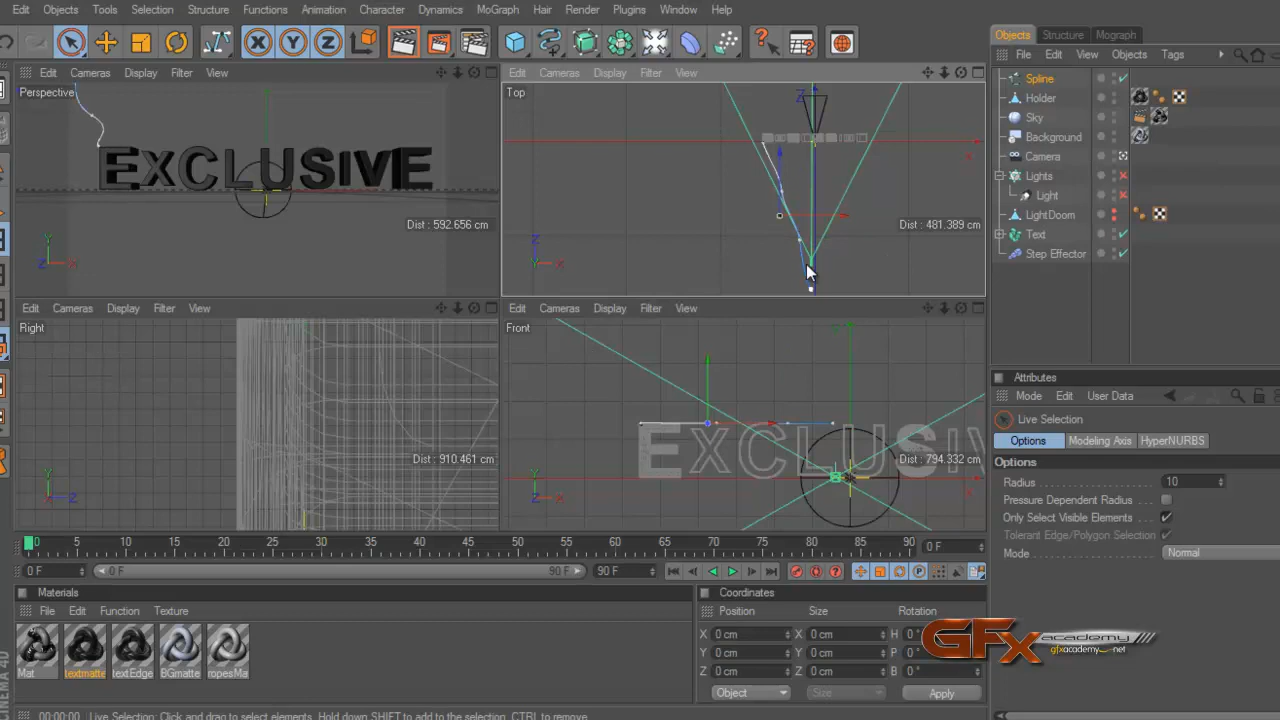 Edit Objects Tools Selection Structure Functions Animation Character Dynamics MoGraph Hair Render Plugins Window Help
Objects Structure Mograph
File Edit View Objects Tags
Spline
Holder
Sky
Background
Camera
Lights
Light
LightDoom
Text
Step Effector
Edit Cameras Display Filter View
Perspective
EXCLUSIVE
Dist : 592.656 cm
Y
Z X
Edit Cameras Display Filter View
Top
Z
X
Dist : 481.389 cm
Z
Y X
Edit Cameras Display Filter View
Right
Dist : 910.461 cm
Y
X Z
Edit Cameras Display Filter View
Front
EXCLUSIV
Dist : 794.332 cm
Y
Z X
Attributes
Mode Edit User Data
Live Selection
Options Modeling Axis HyperNURBS
Options
Radius 10
Pressure Dependent Radius
Only Select Visible Elements
Tolerant Edge/Polygon Selection
Mode Normal
0 5 10 15 20 25 30 35 40 45 50 55 60 65 70 75 80 85 90 0 F
0 F 0 F 90 F 90 F
Materials
File Edit Function Texture
Mat textmatte textEdge BGmatte ropesMa
Coordinates
Position Size Rotation
X 0 cm X 0 cm H 0 °
Y 0 cm Y 0 cm P 0 °
Z 0 cm Z 0 cm B 0 °
Object Size Apply
GFx academy
gfxacademy.net
CINEMA 4D
00:00:00 Live Selection: Click and drag to select elements. Hold down SHIFT to add to the selection, CTRL to remove.